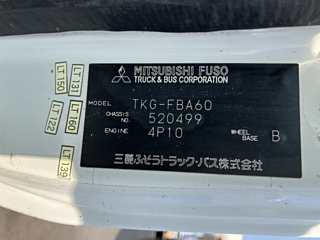 MITSUBISHI FUSO
TRUCK & BUS CORPORATION
MODEL TKG-FBA60
CHASSIS NO. 520499
ENGINE 4P10 WHEEL BASE B
三菱ふそうトラック・バス株式会社
LT131
LT150
LT160
LT122
LT139